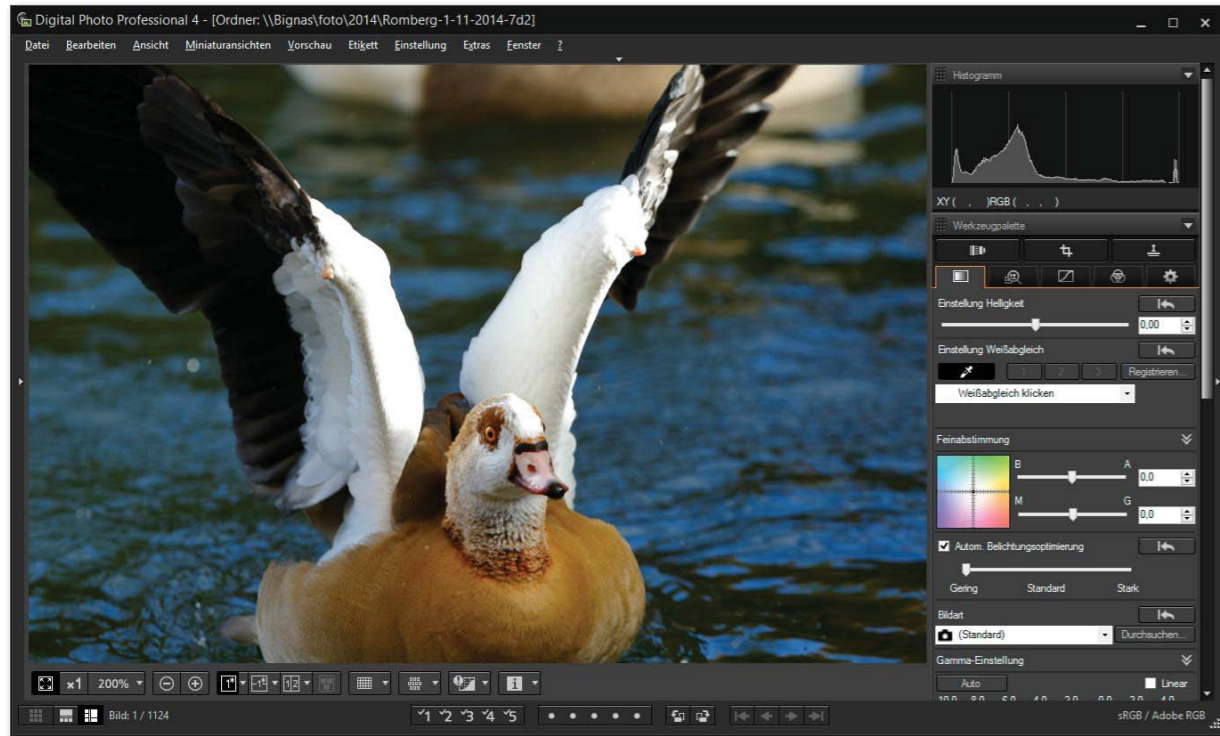 Digital Photo Professional 4 - [Ordner: \\Bignas\foto\2014\Romberg-1-11-2014-7d2]
Datei Bearbeiten Ansicht Miniaturansichten Vorschau Etikett Einstellung Extras Fenster ?
Histogramm
XY ( , )RGB ( , , )
Werkzeugpalette
Einstellung Helligkeit
0,00
Einstellung Weißabgleich
1 2 3 Registrieren...
Weißabgleich klicken
Feinabstimmung
B A
0,0
M G
0,0
Autom. Belichtungsoptimierung
Gering Standard Stark
Bildart
(Standard) Durchsuchen...
Gamma-Einstellung
Auto Linear
x1 200%
Bild: 1 / 1124
1 2 3 4 5
sRGB / Adobe RGB